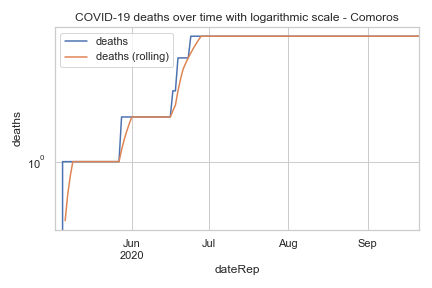 COVID-19 deaths over time with logarithmic scale - Comoros
deaths
deaths (rolling)
deaths
10⁰
Jun Jul Aug Sep
2020
dateRep